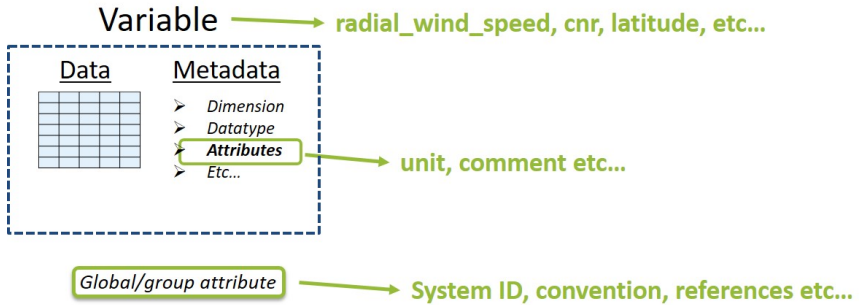 Variable
radial_wind_speed, cnr, latitude, etc...
Data
Metadata
➤ Dimension
➤ Datatype
➤ Attributes
➤ Etc...
unit, comment etc...
Global/group attribute
System ID, convention, references etc...